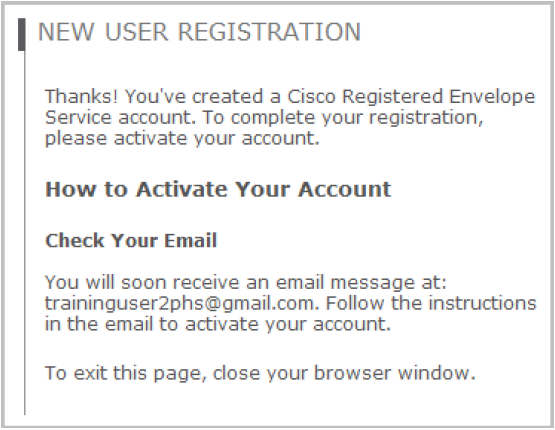 NEW USER REGISTRATION
Thanks! You've created a Cisco Registered Envelope
Service account. To complete your registration,
please activate your account.
How to Activate Your Account
Check Your Email
You will soon receive an email message at:
traininguser2phs@gmail.com. Follow the instructions
in the email to activate your account.
To exit this page, close your browser window.